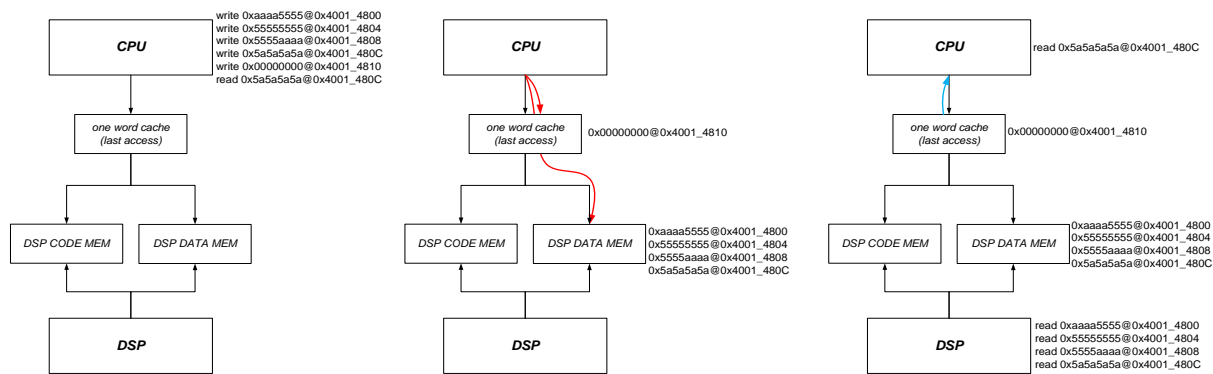 CPU
write 0xaaaa5555@0x4001_4800
write 0x55555555@0x4001_4804
write 0x5555aaaa@0x4001_4808
write 0x5a5a5a5a@0x4001_480C
write 0x00000000@0x4001_4810
read 0x5a5a5a5a@0x4001_480C
one word cache
(last access)
DSP CODE MEM
DSP DATA MEM
DSP
CPU
one word cache
(last access)
0x00000000@0x4001_4810
DSP CODE MEM
DSP DATA MEM
0xaaaa5555@0x4001_4800
0x55555555@0x4001_4804
0x5555aaaa@0x4001_4808
0x5a5a5a5a@0x4001_480C
DSP
CPU
read 0x5a5a5a5a@0x4001_480C
one word cache
(last access)
0x00000000@0x4001_4810
DSP CODE MEM
DSP DATA MEM
0xaaaa5555@0x4001_4800
0x55555555@0x4001_4804
0x5555aaaa@0x4001_4808
0x5a5a5a5a@0x4001_480C
DSP
read 0xaaaa5555@0x4001_4800
read 0x55555555@0x4001_4804
read 0x5555aaaa@0x4001_4808
read 0x5a5a5a5a@0x4001_480C